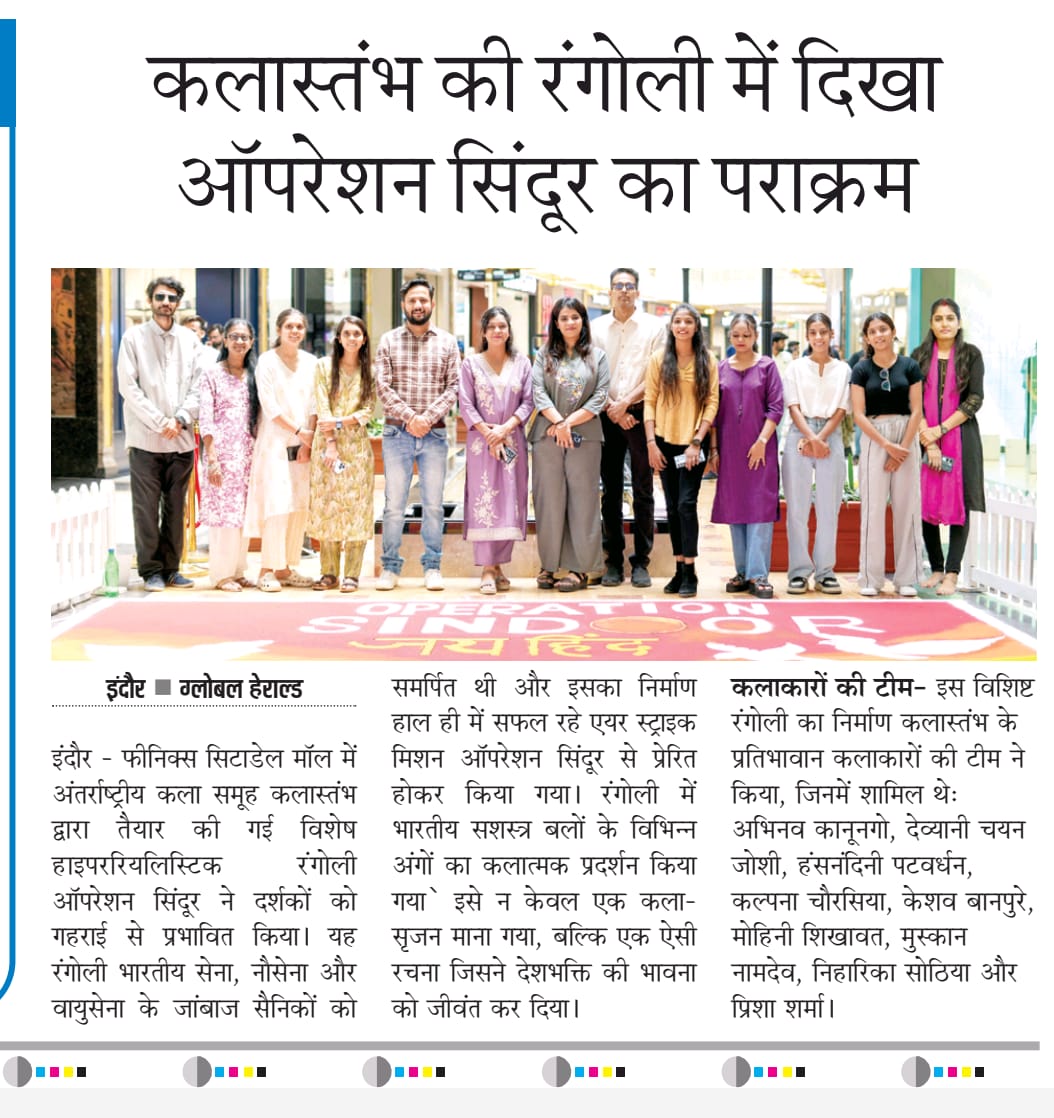 कलास्तंभ की रंगोली में दिखा
ऑपरेशन सिंदूर का पराक्रम
OPERATION
SINDOOR
जय हिंद
इंदौर ■ ग्लोबल हेराल्ड
इंदौर - फीनिक्स सिटाडेल मॉल में
अंतर्राष्ट्रीय कला समूह कलास्तंभ
द्वारा तैयार की गई विशेष
हाइपररियलिस्टिक रंगोली
ऑपरेशन सिंदूर ने दर्शकों को
गहराई से प्रभावित किया। यह
रंगोली भारतीय सेना, नौसेना और
वायुसेना के जांबाज सैनिकों को
समर्पित थी और इसका निर्माण
हाल ही में सफल रहे एयर स्ट्राइक
मिशन ऑपरेशन सिंदूर से प्रेरित
होकर किया गया। रंगोली में
भारतीय सशस्त्र बलों के विभिन्न
अंगों का कलात्मक प्रदर्शन किया
गया` इसे न केवल एक कला-
सृजन माना गया, बल्कि एक ऐसी
रचना जिसने देशभक्ति की भावना
को जीवंत कर दिया।
कलाकारों की टीम- इस विशिष्ट
रंगोली का निर्माण कलास्तंभ के
प्रतिभावान कलाकारों की टीम ने
किया, जिनमें शामिल थेः
अभिनव कानूनगो, देव्यानी चयन
जोशी, हंसनंदिनी पटवर्धन,
कल्पना चौरसिया, केशव बानपुरे,
मोहिनी शिखावत, मुस्कान
नामदेव, निहारिका सोठिया और
प्रिशा शर्मा।